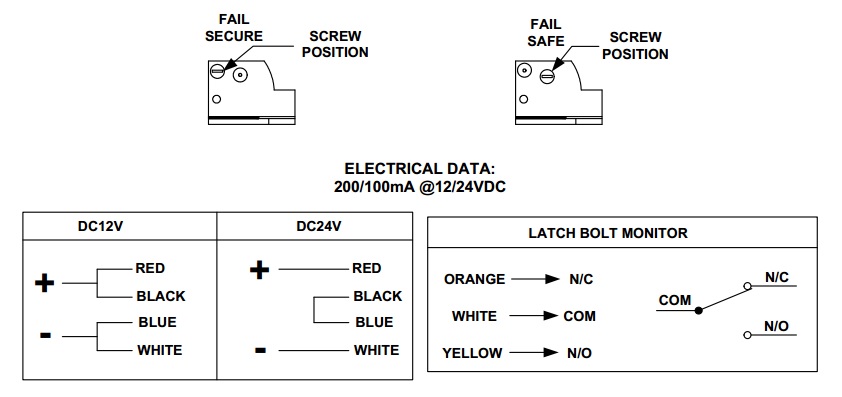 FAIL
SECURE
SCREW
POSITION
FAIL
SAFE
SCREW
POSITION
ELECTRICAL DATA:
200/100mA @12/24VDC
DC12V
+
RED
BLACK
-
BLUE
WHITE
DC24V
+
RED
BLACK
BLUE
-
WHITE
LATCH BOLT MONITOR
ORANGE N/C
WHITE COM
YELLOW N/O
COM
N/C
N/O